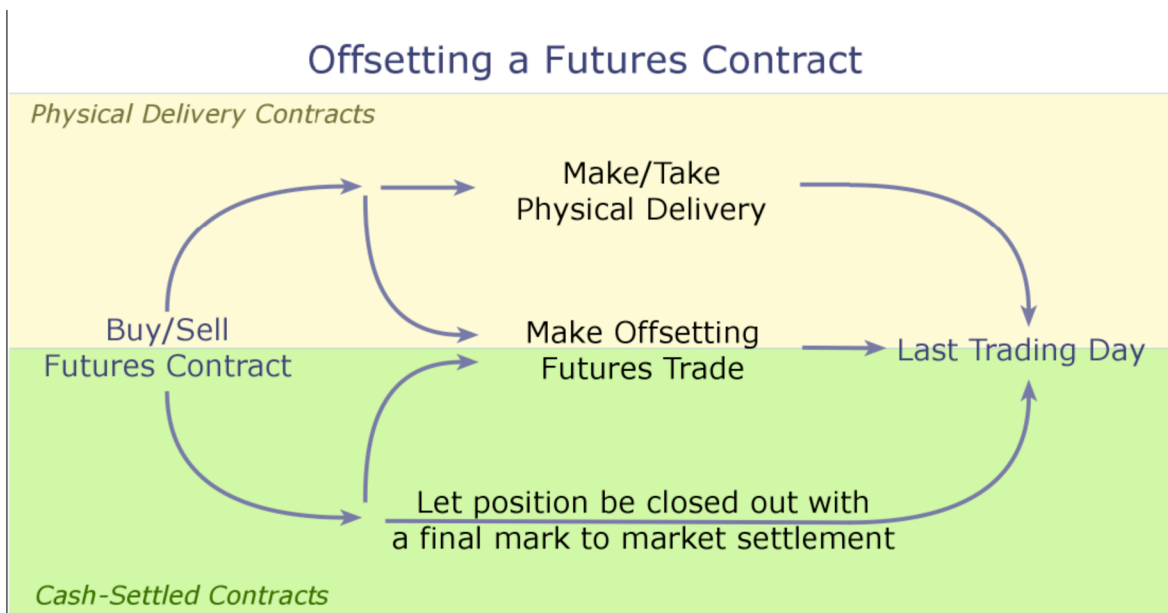 Offsetting a Futures Contract
Physical Delivery Contracts
Make/Take
Physical Delivery
Buy/Sell
Futures Contract
Make Offsetting
Futures Trade
Last Trading Day
Let position be closed out with
a final mark to market settlement
Cash-Settled Contracts